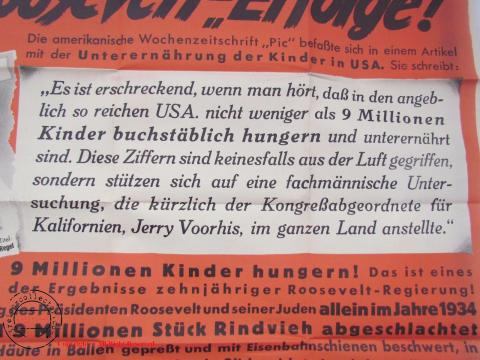 Roosevelt-„Erfolge!
Die amerikanische Wochenzeitschrift „Pic" befaßte sich in einem Artikel
mit der Unterernährung der Kinder in USA. Sie schreibt:
„Es ist erschreckend, wenn man hört, daß in den angeb-
lich so reichen USA. nicht weniger als 9 Millionen
Kinder buchstäblich hungern und unterernährt
sind. Diese Ziffern sind keinesfalls aus der Luft gegriffen,
sondern stützen sich auf eine fachmännische Unter-
suchung, die kürzlich der Kongreßabgeordnete für
Kalifornien, Jerry Voorhis, im ganzen Land anstellte."
9 Millionen Kinder hungern! Das ist eines
der Ergebnisse zehnjähriger Roosevelt-Regierung!
des Präsidenten Roosevelt und seiner Juden allein im Jahre 1934
9 Millionen Stück Rindvieh abgeschlachtet
Häute in Ballen gepreßt und mit Eisenbahnschienen beschwert, in